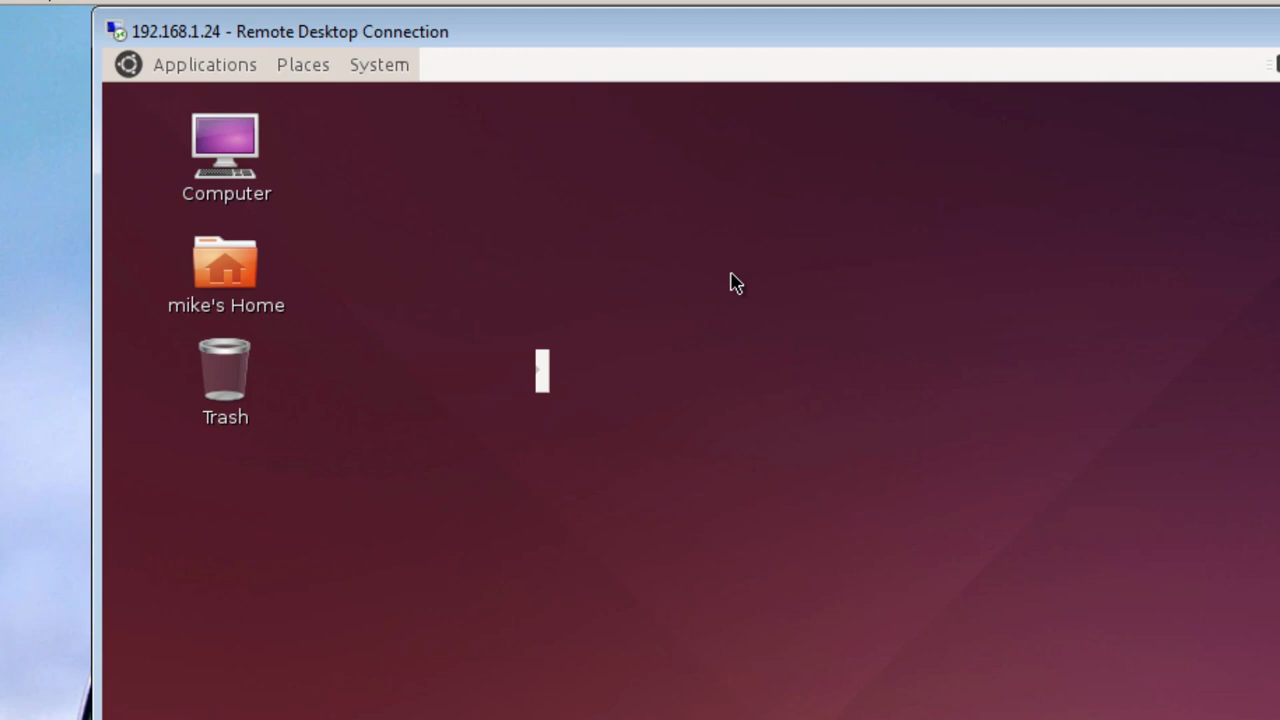 192.168.1.24 - Remote Desktop Connection
Applications Places System
Computer
mike's Home
Trash